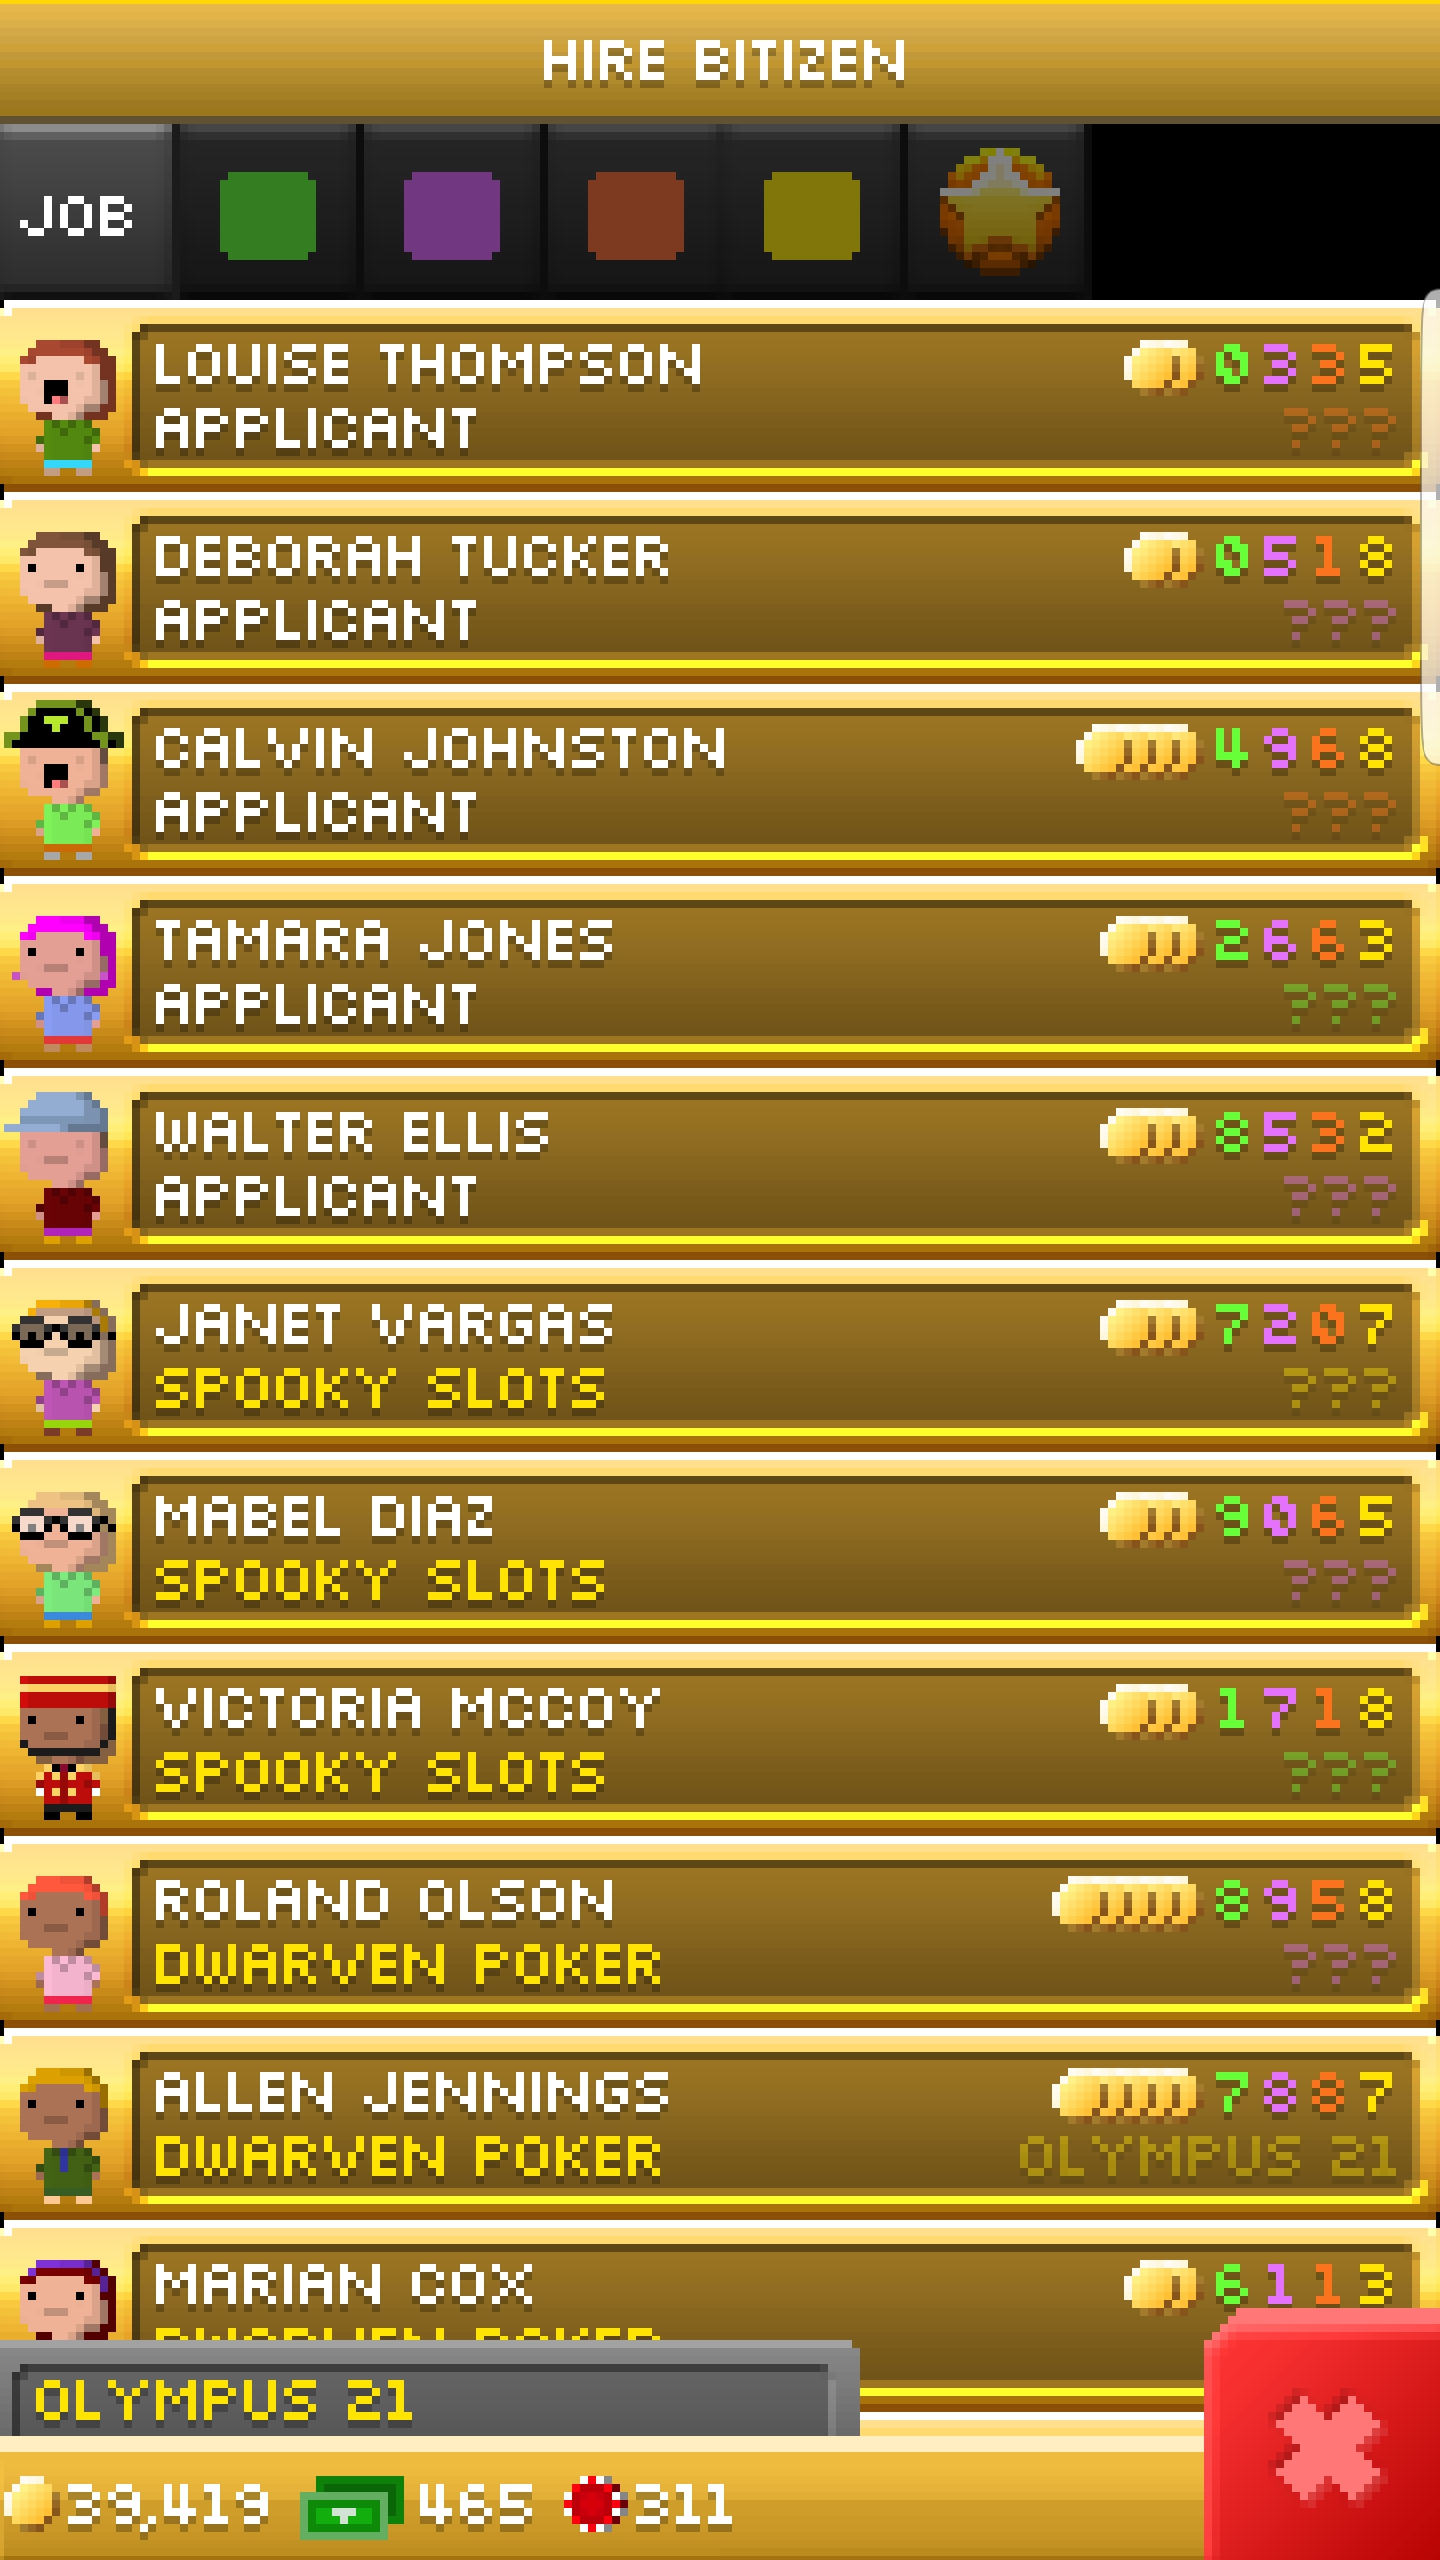 HIRE BITIZEN
JOB
LOUISE THOMPSON 0 3 3 5
APPLICANT ???
DEBORAH TUCKER 0 5 1 8
APPLICANT ???
CALVIN JOHNSTON 4 9 6 8
APPLICANT ???
TAMARA JONES 2 6 6 3
APPLICANT ???
WALTER ELLIS 8 5 3 2
APPLICANT ???
JANET VARGAS 7 2 0 7
SPOOKY SLOTS ???
MABEL DIAZ 9 0 6 5
SPOOKY SLOTS ???
VICTORIA MCCOY 1 7 1 8
SPOOKY SLOTS ???
ROLAND OLSON 8 9 5 8
DWARVEN POKER ???
ALLEN JENNINGS 7 8 8 7
DWARVEN POKER OLYMPUS 21
MARIAN COX 6 1 1 3
DWARVEN POKER
OLYMPUS 21
39,419 465 311